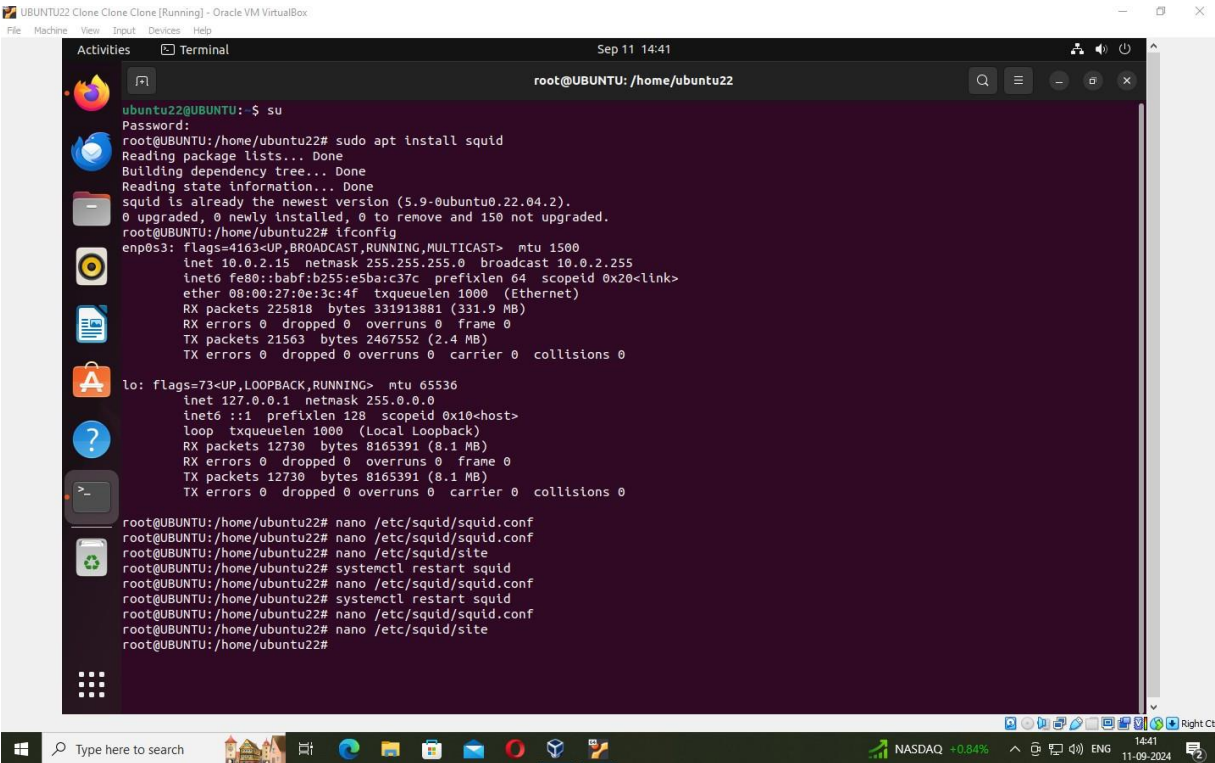 UBUNTU22 Clone Clone Clone [Running] - Oracle VM VirtualBox
File Machine View Input Devices Help
Activities Terminal Sep 11 14:41
root@UBUNTU: /home/ubuntu22
ubuntu22@UBUNTU:~$ su
Password:
root@UBUNTU:/home/ubuntu22# sudo apt install squid
Reading package lists... Done
Building dependency tree... Done
Reading state information... Done
squid is already the newest version (5.9-0ubuntu0.22.04.2).
0 upgraded, 0 newly installed, 0 to remove and 150 not upgraded.
root@UBUNTU:/home/ubuntu22# ifconfig
enp0s3: flags=4163<UP,BROADCAST,RUNNING,MULTICAST>  mtu 1500
        inet 10.0.2.15  netmask 255.255.255.0  broadcast 10.0.2.255
        inet6 fe80::babf:b255:e5ba:c37c  prefixlen 64  scopeid 0x20<link>
        ether 08:00:27:0e:3c:4f  txqueuelen 1000  (Ethernet)
        RX packets 225818  bytes 331913881 (331.9 MB)
        RX errors 0  dropped 0  overruns 0  frame 0
        TX packets 21563  bytes 2467552 (2.4 MB)
        TX errors 0  dropped 0 overruns 0  carrier 0  collisions 0
lo: flags=73<UP,LOOPBACK,RUNNING>  mtu 65536
        inet 127.0.0.1  netmask 255.0.0.0
        inet6 ::1  prefixlen 128  scopeid 0x10<host>
        loop  txqueuelen 1000  (Local Loopback)
        RX packets 12730  bytes 8165391 (8.1 MB)
        RX errors 0  dropped 0  overruns 0  frame 0
        TX packets 12730  bytes 8165391 (8.1 MB)
        TX errors 0  dropped 0 overruns 0  carrier 0  collisions 0
root@UBUNTU:/home/ubuntu22# nano /etc/squid/squid.conf
root@UBUNTU:/home/ubuntu22# nano /etc/squid/squid.conf
root@UBUNTU:/home/ubuntu22# nano /etc/squid/site
root@UBUNTU:/home/ubuntu22# systemctl restart squid
root@UBUNTU:/home/ubuntu22# nano /etc/squid/squid.conf
root@UBUNTU:/home/ubuntu22# systemctl restart squid
root@UBUNTU:/home/ubuntu22# nano /etc/squid/squid.conf
root@UBUNTU:/home/ubuntu22# nano /etc/squid/site
root@UBUNTU:/home/ubuntu22#
Right Ct
Type here to search NASDAQ +0.84% ENG 14:41
11-09-2024